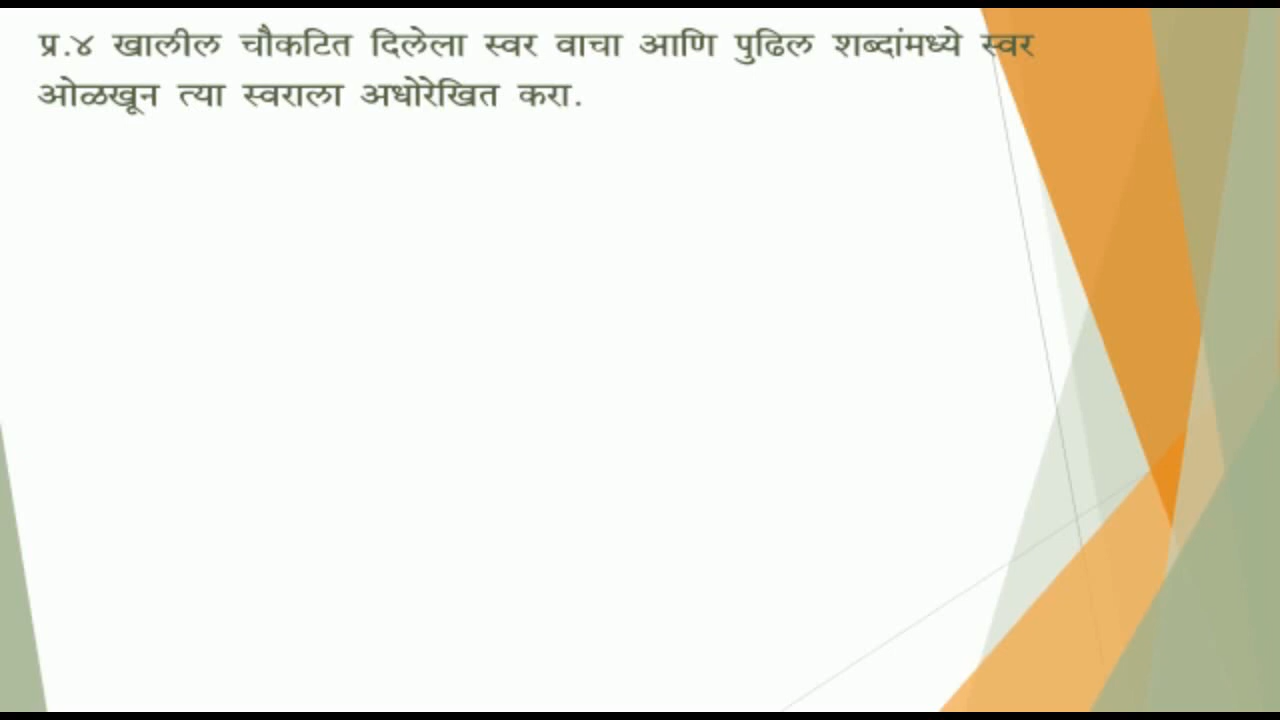 प्र.४ खालील चौकटित दिलेला स्वर वाचा आणि पुढिल शब्दांमध्ये स्वर
ओळखून त्या स्वराला अधोरेखित करा.